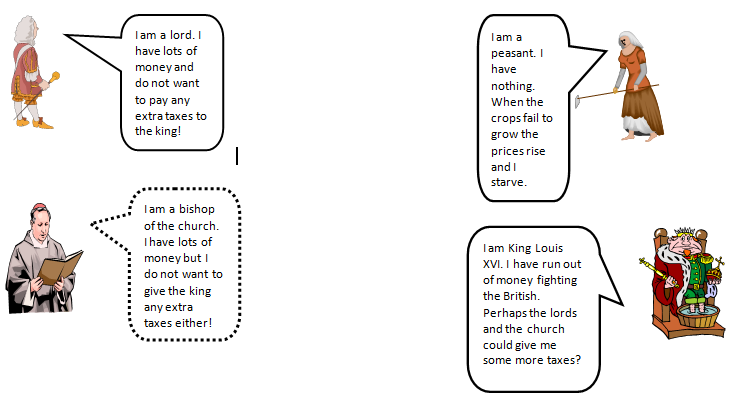 I am a lord. I
have lots of
money and
do not want
to pay any
extra taxes to
the king!
I am a
peasant. I
have
nothing.
When the
crops fail to
grow the
prices rise
and I
starve.
I am a bishop
of the church.
I have lots of
money but I
do not want to
give the king
any extra
taxes either!
I am King Louis
XVI. I have run out
of money fighting
the British.
Perhaps the lords
and the church
could give me
some more taxes?